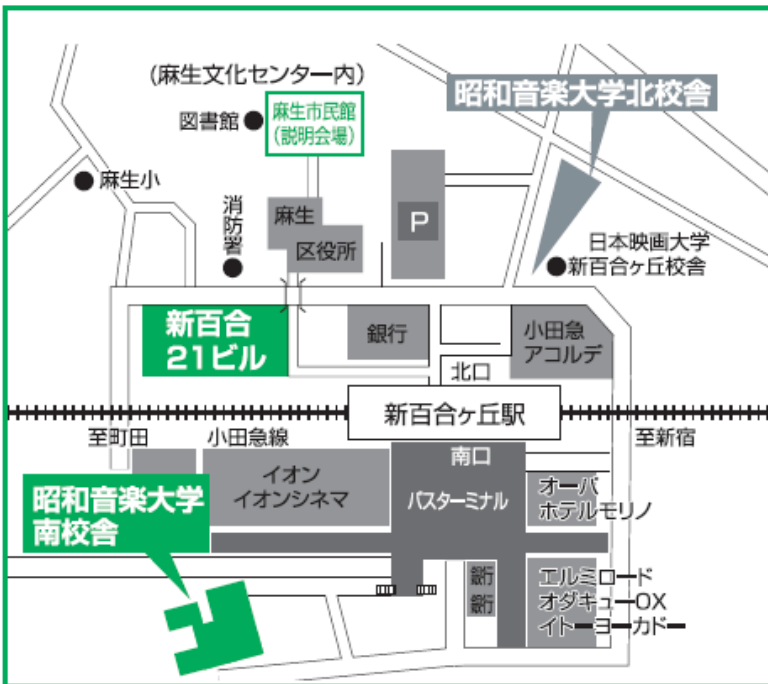 (麻生文化センター内)
麻生市民館
(説明会場)
図書館
昭和音楽大学北校舎
麻生小
消防署
麻生
区役所
P
日本映画大学
新百合ヶ丘校舎
新百合
21ビル
銀行
小田急
アコルデ
北口
新百合ヶ丘駅
至町田
小田急線
至新宿
南口
イオン
イオンシネマ
バスターミナル
オーパ
ホテルモリノ
昭和音楽大学
南校舎
銀行
銀行
エルミロード
オダキューOX
イトーヨーカドー